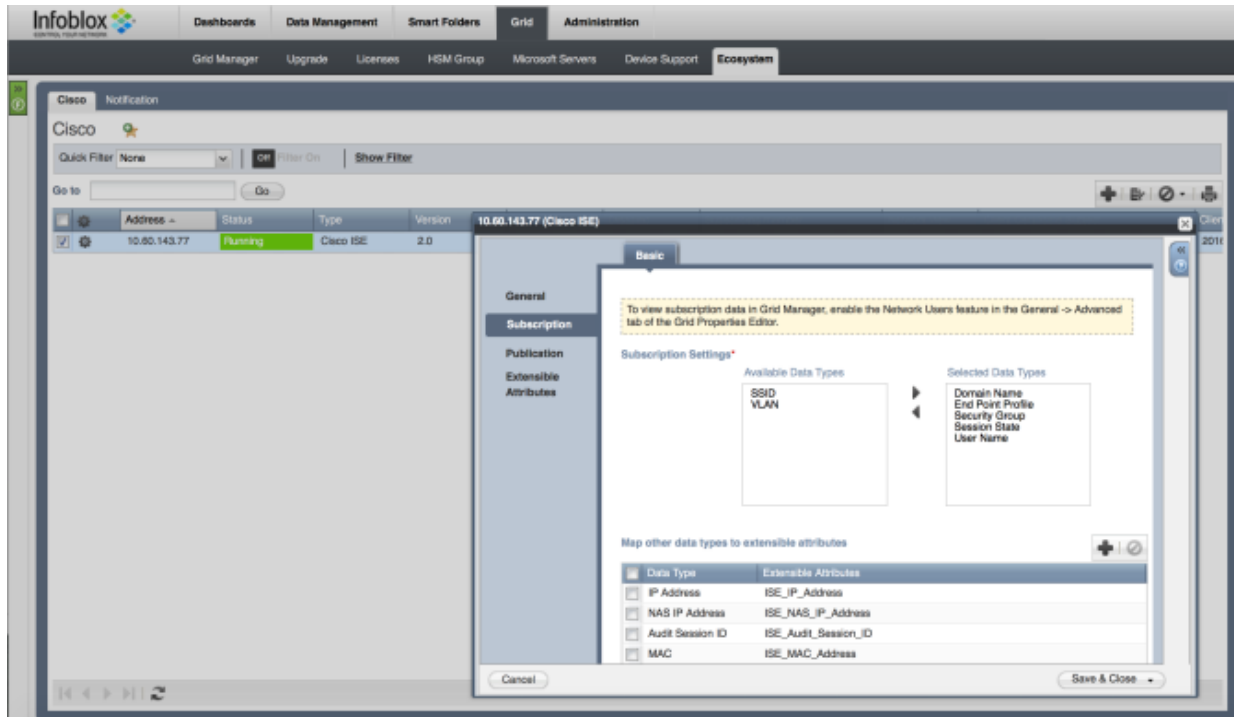 Infoblox
CONTROL YOUR NETWORK
Dashboards Data Management Smart Folders Grid Administration
Grid Manager Upgrade Licenses HSM Group Microsoft Servers Device Support Ecosystem
Cisco Notification
Cisco
Quick Filter None Off Filter On Show Filter
Go to Go
Address Status Type Version
10.60.143.77 Running Cisco ISE 2.0
10.60.143.77 (Cisco ISE)
Basic
General
Subscription
Publication
Extensible
Attributes
To view subscription data in Grid Manager, enable the Network Users feature in the General -> Advanced
tab of the Grid Properties Editor.
Subscription Settings*
Available Data Types Selected Data Types
SSID
VLAN
Domain Name
End Point Profile
Security Group
Session State
User Name
Map other data types to extensible attributes
Data Type Extensible Attributes
IP Address ISE_IP_Address
NAS IP Address ISE_NAS_IP_Address
Audit Session ID ISE_Audit_Session_ID
MAC ISE_MAC_Address
Cancel Save & Close